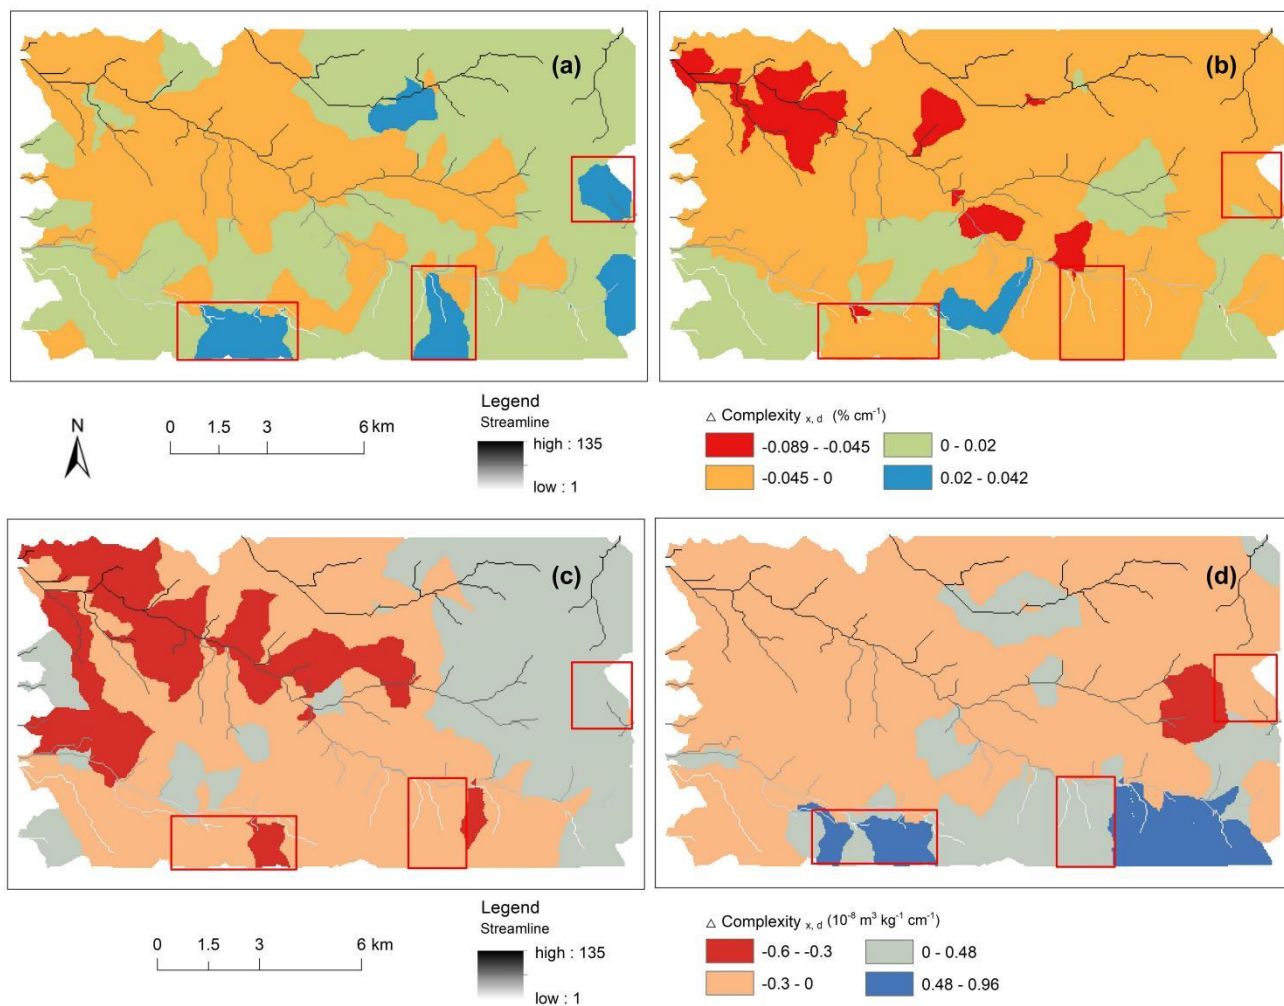 (a)
(b)
N
0 1.5 3 6 km
Legend
Streamline
high : 135
low : 1
△ Complexity x, d (% cm⁻¹)
-0.089 - -0.045
0 - 0.02
-0.045 - 0
0.02 - 0.042
(c)
(d)
0 1.5 3 6 km
Legend
Streamline
high : 135
low : 1
△ Complexity x, d (10⁻⁸ m³ kg⁻¹ cm⁻¹)
-0.6 - -0.3
0 - 0.48
-0.3 - 0
0.48 - 0.96